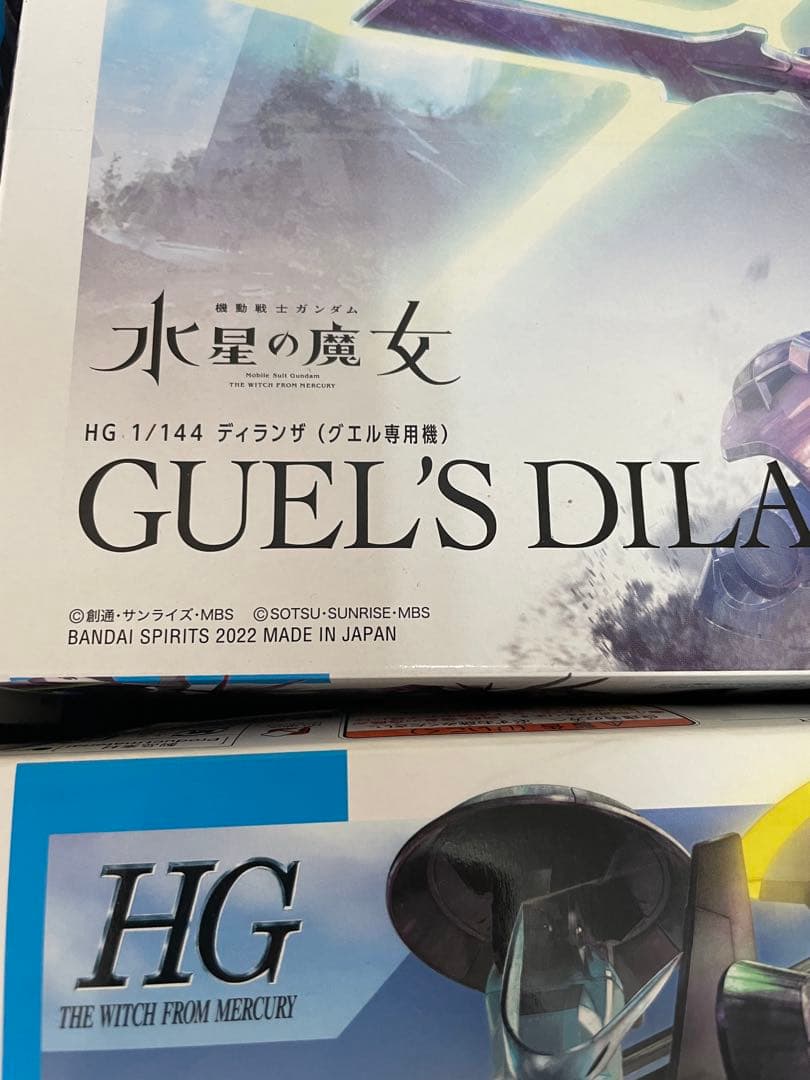 機動戦士ガンダム
水星の魔女
Mobile Suit Gundam
THE WITCH FROM MERCURY
HG 1/144 ディランザ（グエル専用機）
GUEL'S DILA
©創通・サンライズ・MBS ©SOTSU・SUNRISE・MBS
BANDAI SPIRITS 2022 MADE IN JAPAN
HG
THE WITCH FROM MERCURY